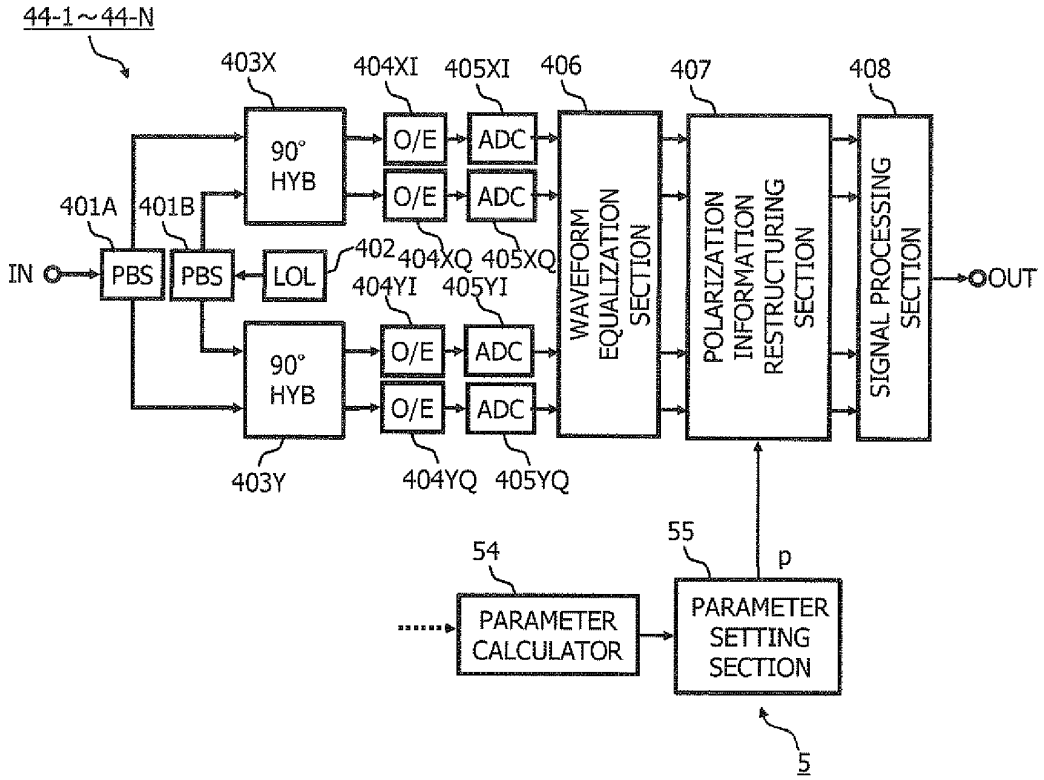 44-1～44-N
403X
404XI
405XI
406
407
408
90°
HYB
O/E
ADC
O/E
ADC
401A
401B
402
404XQ
405XQ
IN
PBS
PBS
LOL
404YI
405YI
90°
HYB
O/E
ADC
O/E
ADC
403Y
404YQ
405YQ
WAVEFORM
EQUALIZATION
SECTION
POLARIZATION
INFORMATION
RESTRUCTURING
SECTION
SIGNAL PROCESSING
SECTION
OUT
54
55
p
PARAMETER
CALCULATOR
PARAMETER
SETTING
SECTION
5